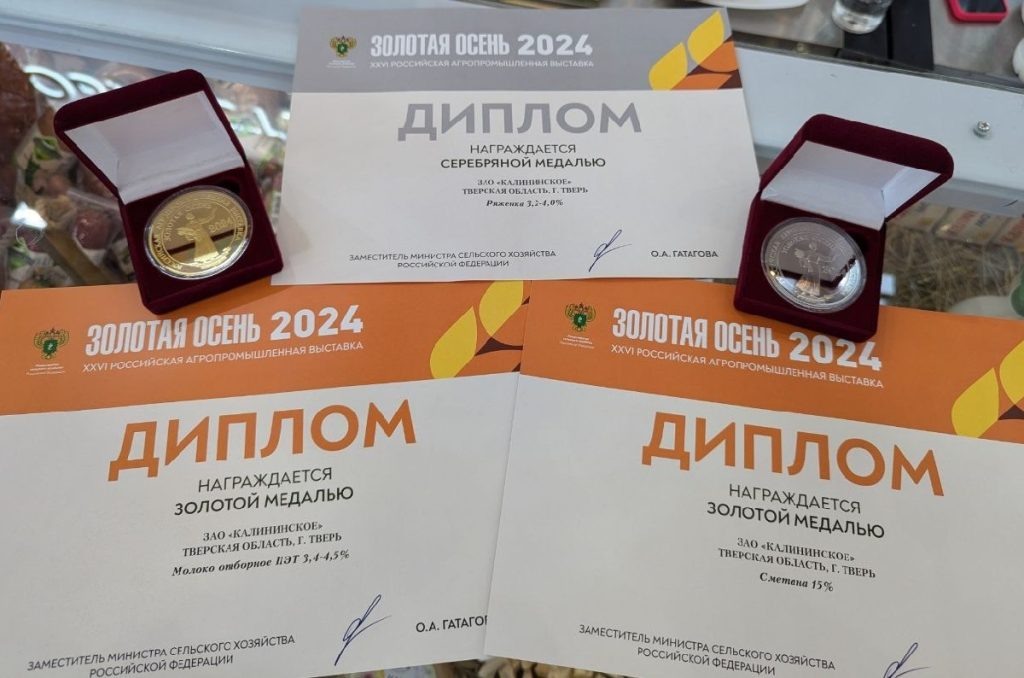 ЗОЛОТАЯ ОСЕНЬ 2024
XXVI РОССИЙСКАЯ АГРОПРОМЫШЛЕННАЯ ВЫСТАВКА
ДИПЛОМ
НАГРАЖДАЕТСЯ
СЕРЕБРЯНОЙ МЕДАЛЬЮ
ЗАО «КАЛИНИНСКОЕ»
ТВЕРСКАЯ ОБЛАСТЬ, Г. ТВЕРЬ
Ряженка 3,2-4,0%
ЗАМЕСТИТЕЛЬ МИНИСТРА СЕЛЬСКОГО ХОЗЯЙСТВА
РОССИЙСКОЙ ФЕДЕРАЦИИ
О.А. ГАТАГОВА
ЗОЛОТАЯ ОСЕНЬ 2024
XXVI РОССИЙСКАЯ АГРОПРОМЫШЛЕННАЯ ВЫСТАВКА
ДИПЛОМ
НАГРАЖДАЕТСЯ
ЗОЛОТОЙ МЕДАЛЬЮ
ЗАО «КАЛИНИНСКОЕ»
ТВЕРСКАЯ ОБЛАСТЬ, Г. ТВЕРЬ
Молоко отборное ПЭТ 3,4-4,5%
ЗАМЕСТИТЕЛЬ МИНИСТРА СЕЛЬСКОГО ХОЗЯЙСТВА
РОССИЙСКОЙ ФЕДЕРАЦИИ
О.А. ГАТАГО
ЗОЛОТАЯ ОСЕНЬ 2024
XXVI РОССИЙСКАЯ АГРОПРОМЫШЛЕННАЯ ВЫСТАВКА
ДИПЛОМ
НАГРАЖДАЕТСЯ
ЗОЛОТОЙ МЕДАЛЬЮ
ЗАО «КАЛИНИНСКОЕ»
ТВЕРСКАЯ ОБЛАСТЬ, Г. ТВЕРЬ
Сметана 15%
ЗАМЕСТИТЕЛЬ МИНИСТРА СЕЛЬСКОГО ХОЗЯЙСТВА
РОССИЙСКОЙ ФЕДЕРАЦИИ